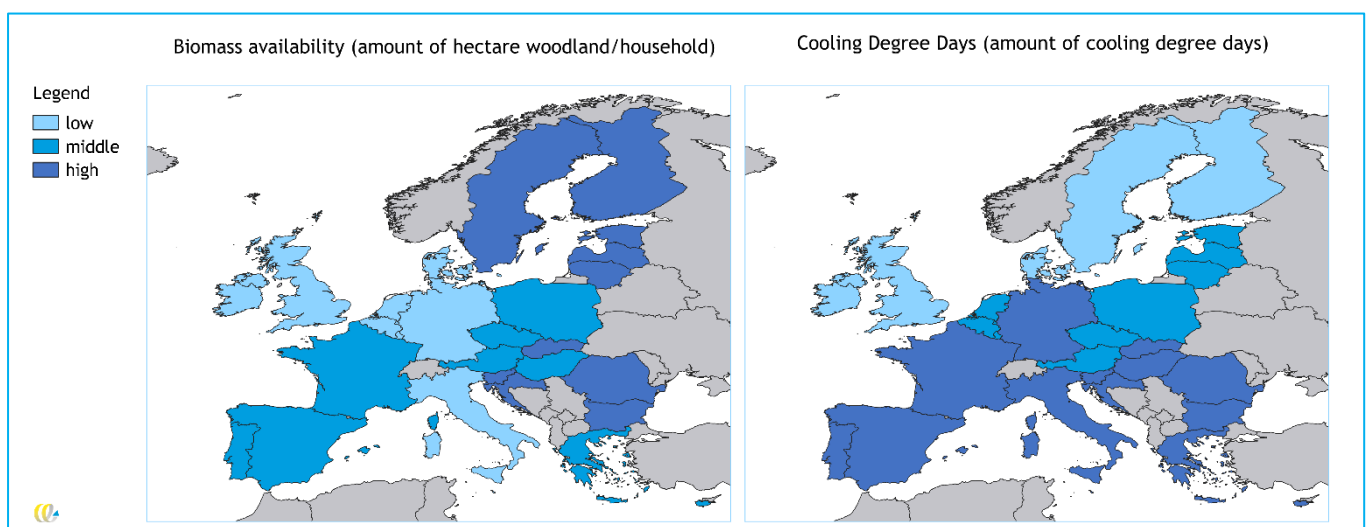 Biomass availability (amount of hectare woodland/household)
Cooling Degree Days (amount of cooling degree days)
Legend
low
middle
high